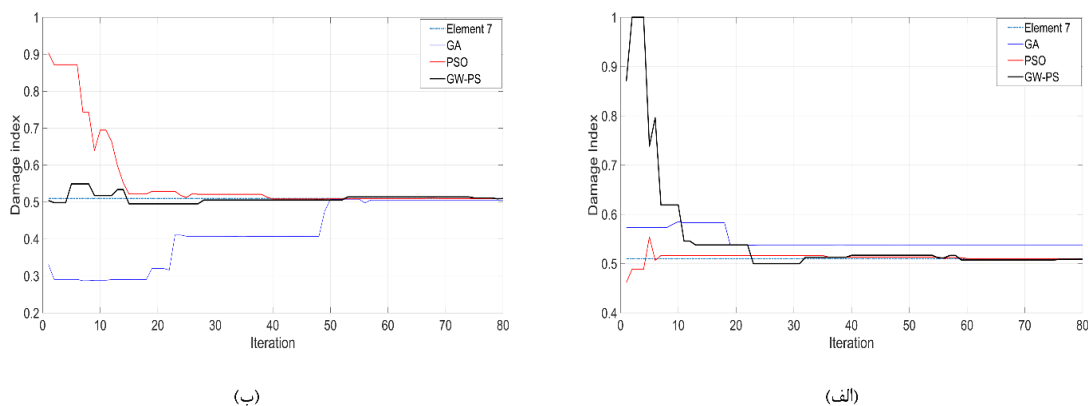 Element 7
GA
PSO
GW-PS
Damage index
1
0.9
0.8
0.7
0.6
0.5
0.4
0.3
0.2
0 10 20 30 40 50 60 70 80
Iteration
(ب)
Element 7
GA
PSO
GW-PS
Damage Index
1
0.9
0.8
0.7
0.6
0.5
0.4
0 10 20 30 40 50 60 70 80
Iteration
(الف)